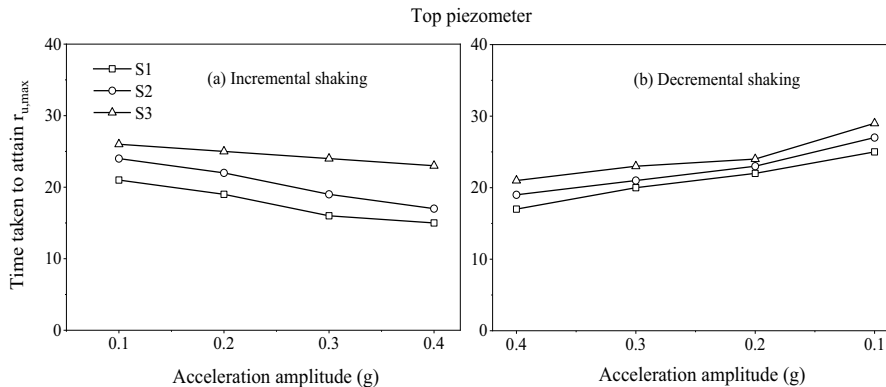 Top piezometer
Time taken to attain r_u,max
40
30
20
10
0
S1
S2
S3
(a) Incremental shaking
0.1 0.2 0.3 0.4
Acceleration amplitude (g)
40
30
20
10
0
(b) Decremental shaking
0.4 0.3 0.2 0.1
Acceleration amplitude (g)